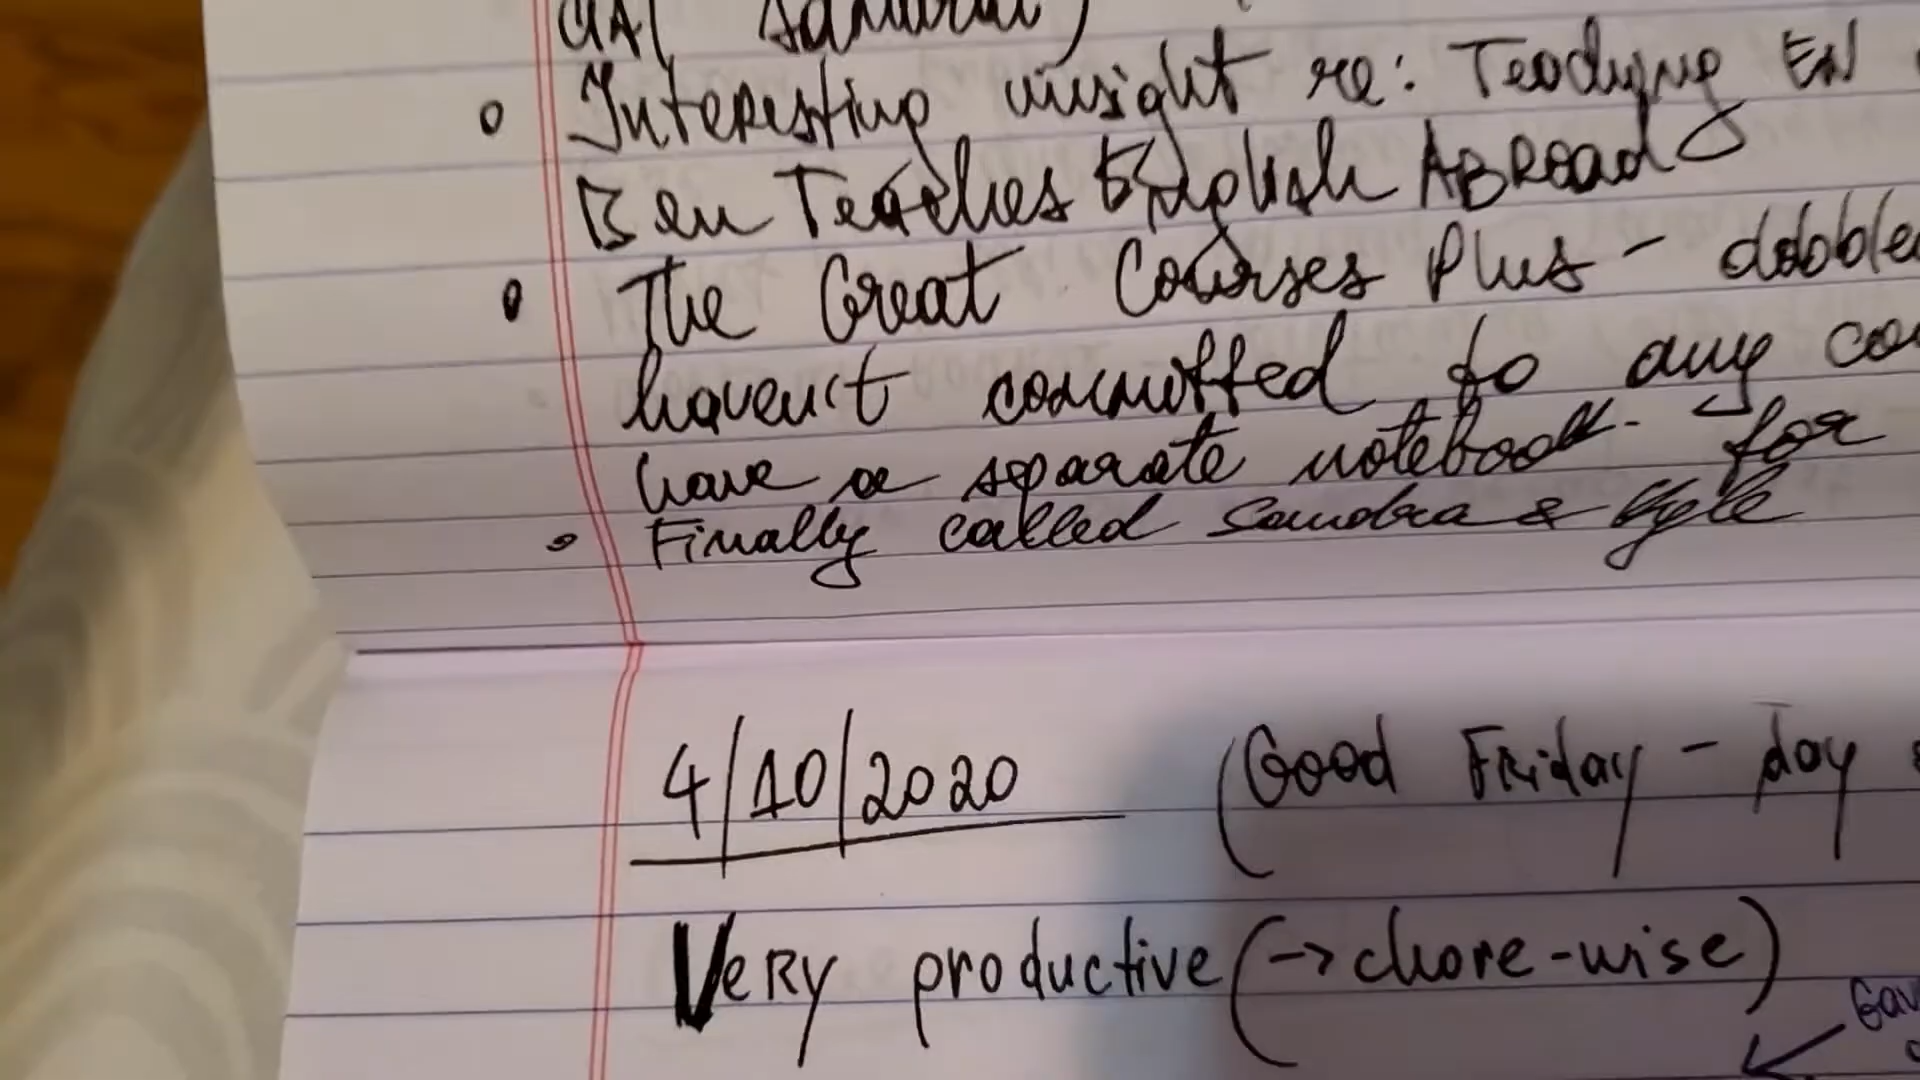 Interesting insight re: Teaching EN
Ben Teaches English Abroad
The Great Courses Plus - dabble
haven't committed to any
have a separate notebook. for
Finally called Sandra & Kyle
4/10/2020 (Good Friday - day
Very productive (→ chore-wise)